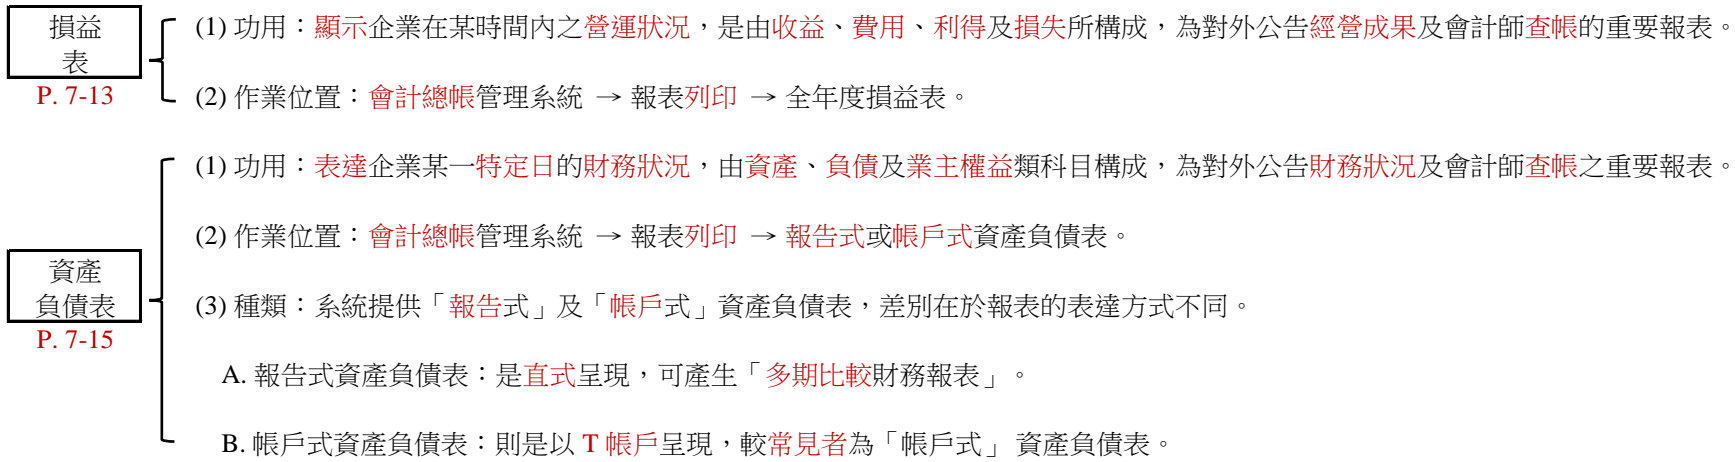 損益
表
P. 7-13
(1) 功用：顯示企業在某時間內之營運狀況，是由收益、費用、利得及損失所構成，為對外公告經營成果及會計師查帳的重要報表。
(2) 作業位置：會計總帳管理系統 → 報表列印 → 全年度損益表。
資產
負債表
P. 7-15
(1) 功用：表達企業某一特定日的財務狀況，由資產、負債及業主權益類科目構成，為對外公告財務狀況及會計師查帳之重要報表。
(2) 作業位置：會計總帳管理系統 → 報表列印 → 報告式或帳戶式資產負債表。
(3) 種類：系統提供「報告式」及「帳戶式」資產負債表，差別在於報表的表達方式不同。
A. 報告式資產負債表：是直式呈現，可產生「多期比較財務報表」。
B. 帳戶式資產負債表：則是以 T 帳戶呈現，較常見者為「帳戶式」 資產負債表。